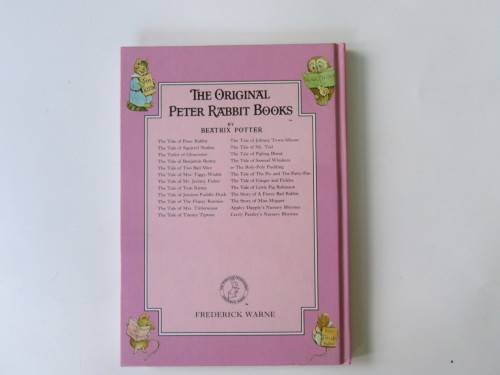 THE ORIGINAL
PETER RABBIT BOOKS™
BY
BEATRIX POTTER
The Tale of Peter Rabbit
The Tale of Squirrel Nutkin
The Tailor of Gloucester
The Tale of Benjamin Bunny
The Tale of Two Bad Mice
The Tale of Mrs. Tiggy-Winkle
The Tale of Mr. Jeremy Fisher
The Tale of Tom Kitten
The Tale of Jemima Puddle-Duck
The Tale of The Flopsy Bunnies
The Tale of Mrs. Tittlemouse
The Tale of Timmy Tiptoes
The Tale of Johnny Town-Mouse
The Tale of Mr. Tod
The Tale of Pigling Bland
The Tale of Samuel Whiskers
or The Roly-Poly Pudding
The Tale of The Pie and The Patty-Pan
The Tale of Ginger and Pickles
The Tale of Little Pig Robinson
The Story of A Fierce Bad Rabbit
The Story of Miss Moppet
Appley Dapply's Nursery Rhymes
Cecily Parsley's Nursery Rhymes
FREDERICK WARNE